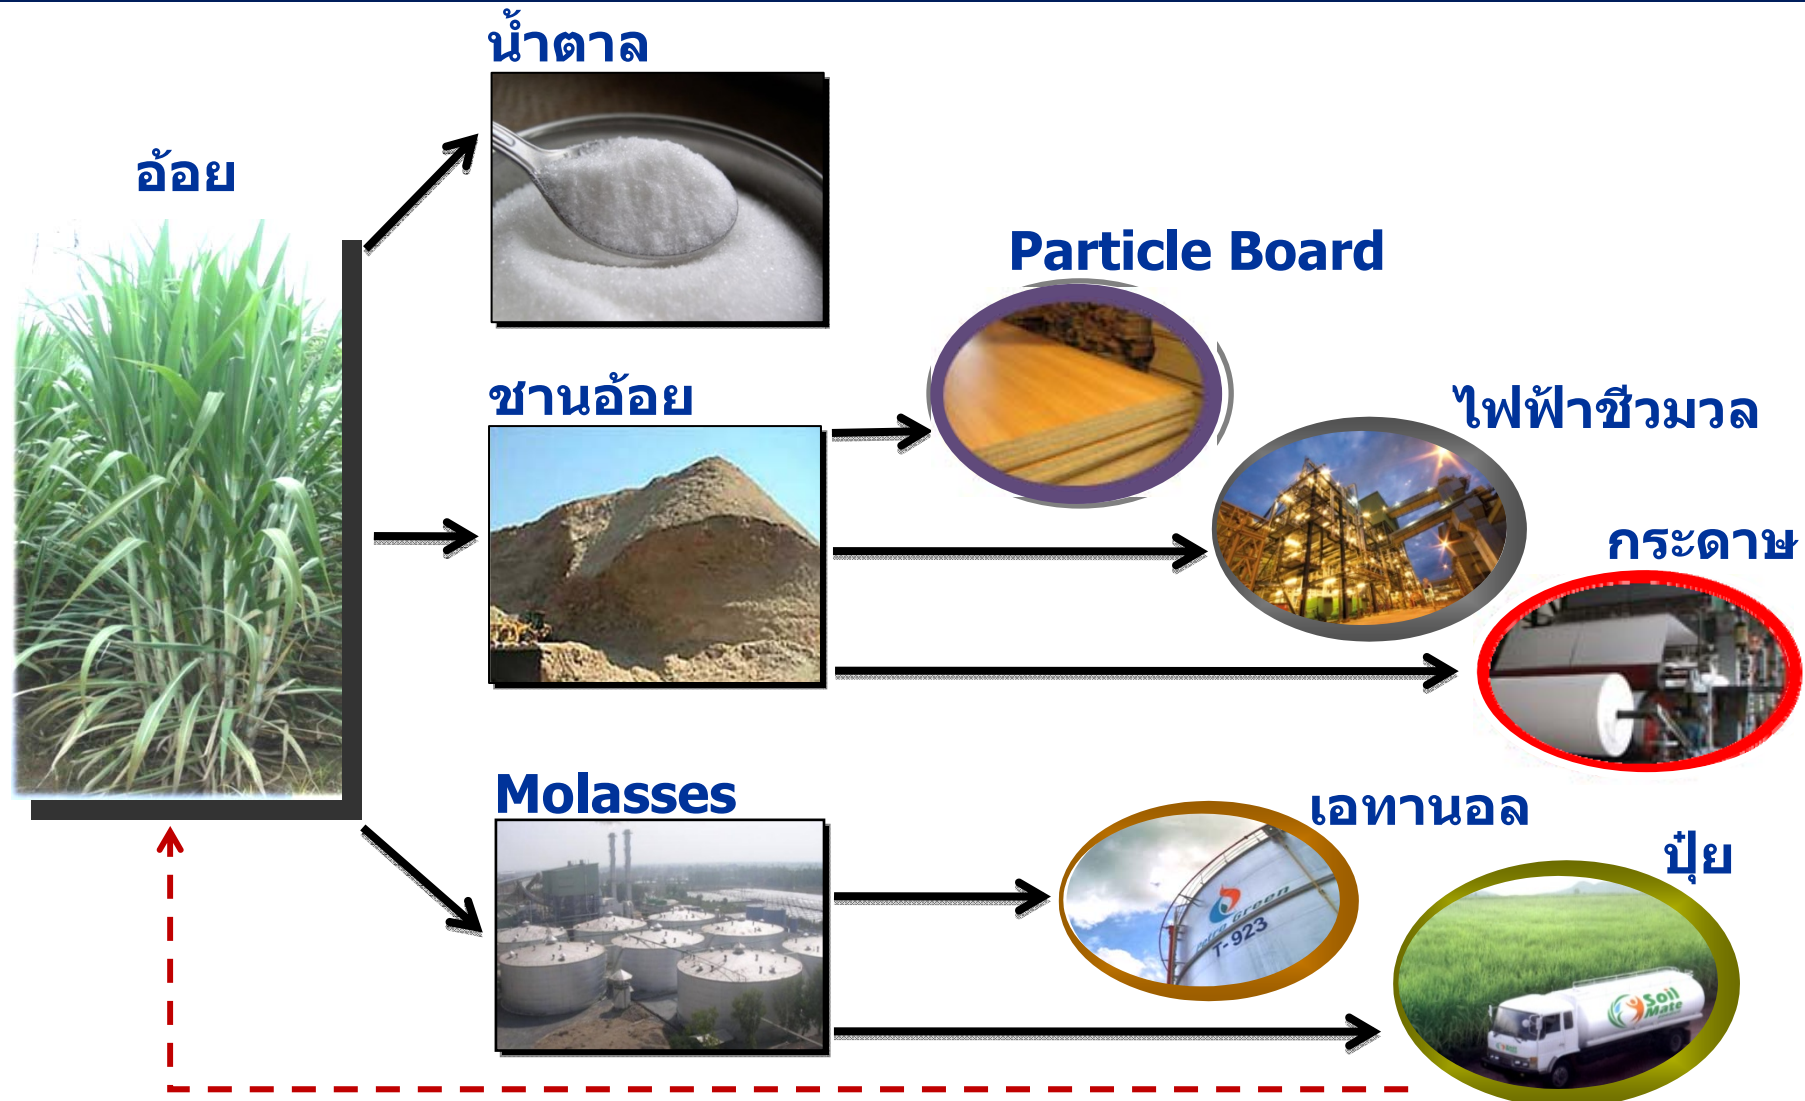 น้ำตาล
อ้อย
Particle Board
ชานอ้อย
ไฟฟ้าชีวมวล
กระดาษ
Molasses
เอทานอล
ปุ๋ย
Petro Green
T-923
Soil
Mate